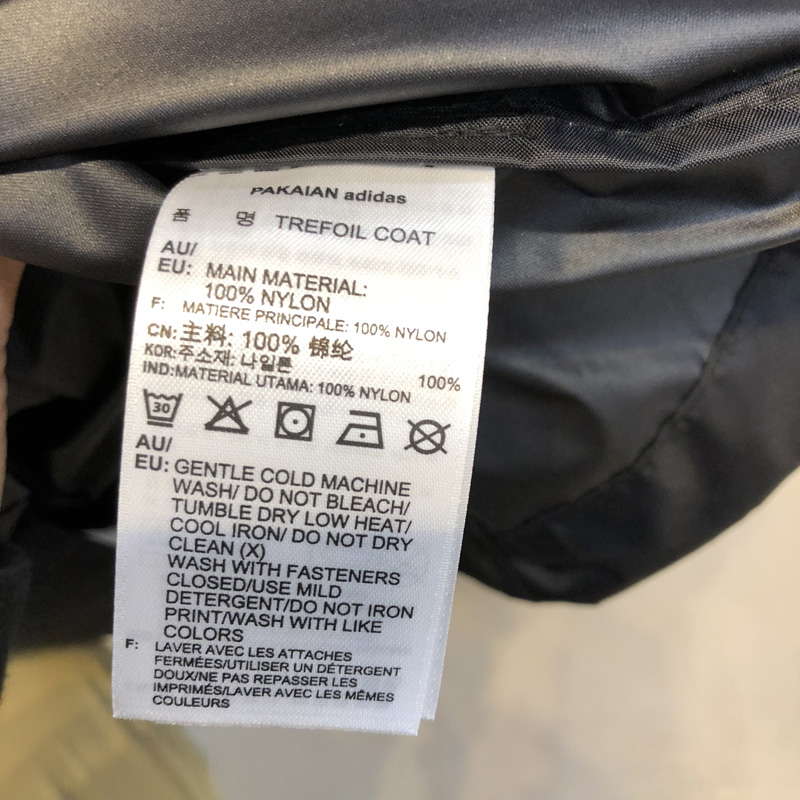 PAKAIAN adidas
품 명 TREFOIL COAT
AU/
EU: MAIN MATERIAL:
100% NYLON
F: MATIERE PRINCIPALE: 100% NYLON
CN:主料: 100% 锦纶
KOR:주소재: 나일론 100%
IND:MATERIAL UTAMA: 100% NYLON
30
AU/
EU: GENTLE COLD MACHINE
WASH/ DO NOT BLEACH/
TUMBLE DRY LOW HEAT/
COOL IRON/ DO NOT DRY
CLEAN (X)
WASH WITH FASTENERS
CLOSED/USE MILD
DETERGENT/DO NOT IRON
PRINT/WASH WITH LIKE
COLORS
F: LAVER AVEC LES ATTACHES
FERMÉES/UTILISER UN DÉTERGENT
DOUX/NE PAS REPASSER LES
IMPRIMÉS/LAVER AVEC LES MÊMES
COULEURS